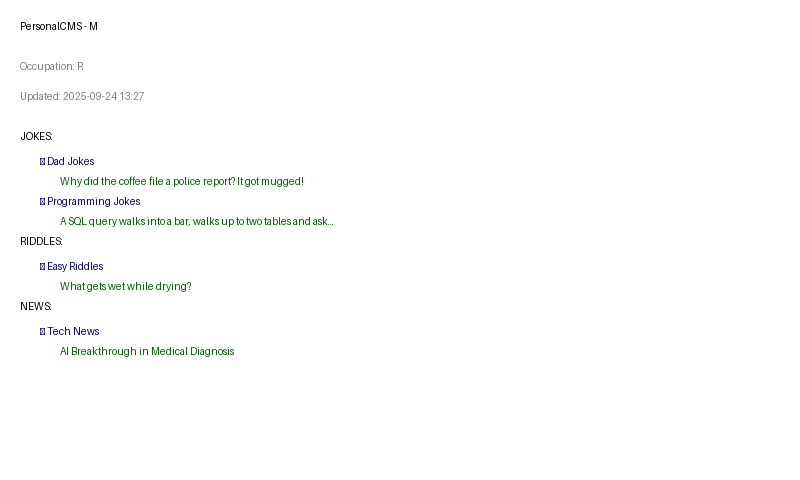 PersonalCMS - M
Occupation: R
Updated: 2025-09-24 13:27
JOKES:
Dad Jokes
Why did the coffee file a police report? It got mugged!
Programming Jokes
A SQL query walks into a bar, walks up to two tables and ask...
RIDDLES:
Easy Riddles
What gets wet while drying?
NEWS:
Tech News
AI Breakthrough in Medical Diagnosis